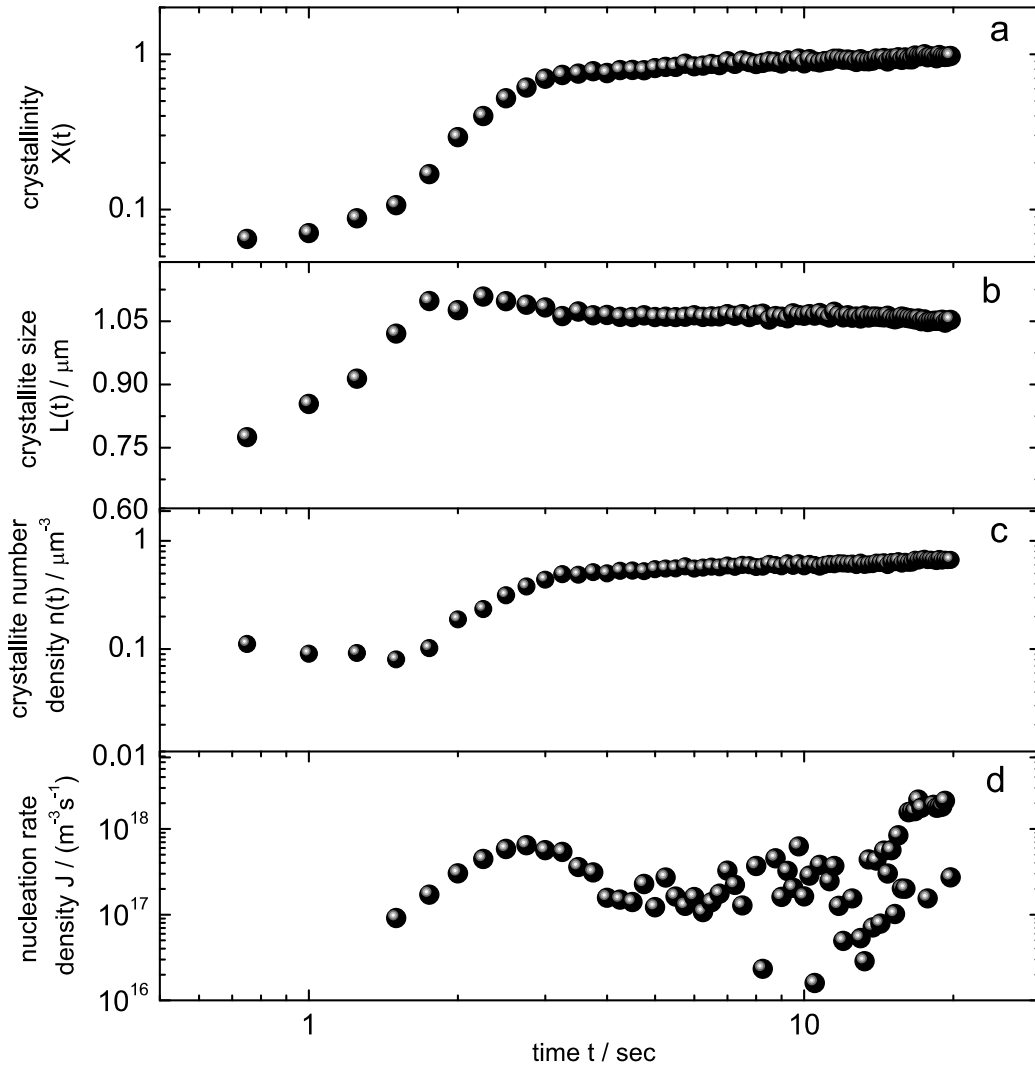 a
1
0.1
crystallinity
X(t)
b
1.05
0.90
0.75
0.60
crystallite size
L(t) / μm
c
1
0.1
0.01
crystallite number
density n(t) / μm⁻³
d
10¹⁸
10¹⁷
10¹⁶
nucleation rate
density J / (m⁻³s⁻¹)
1 10
time t / sec